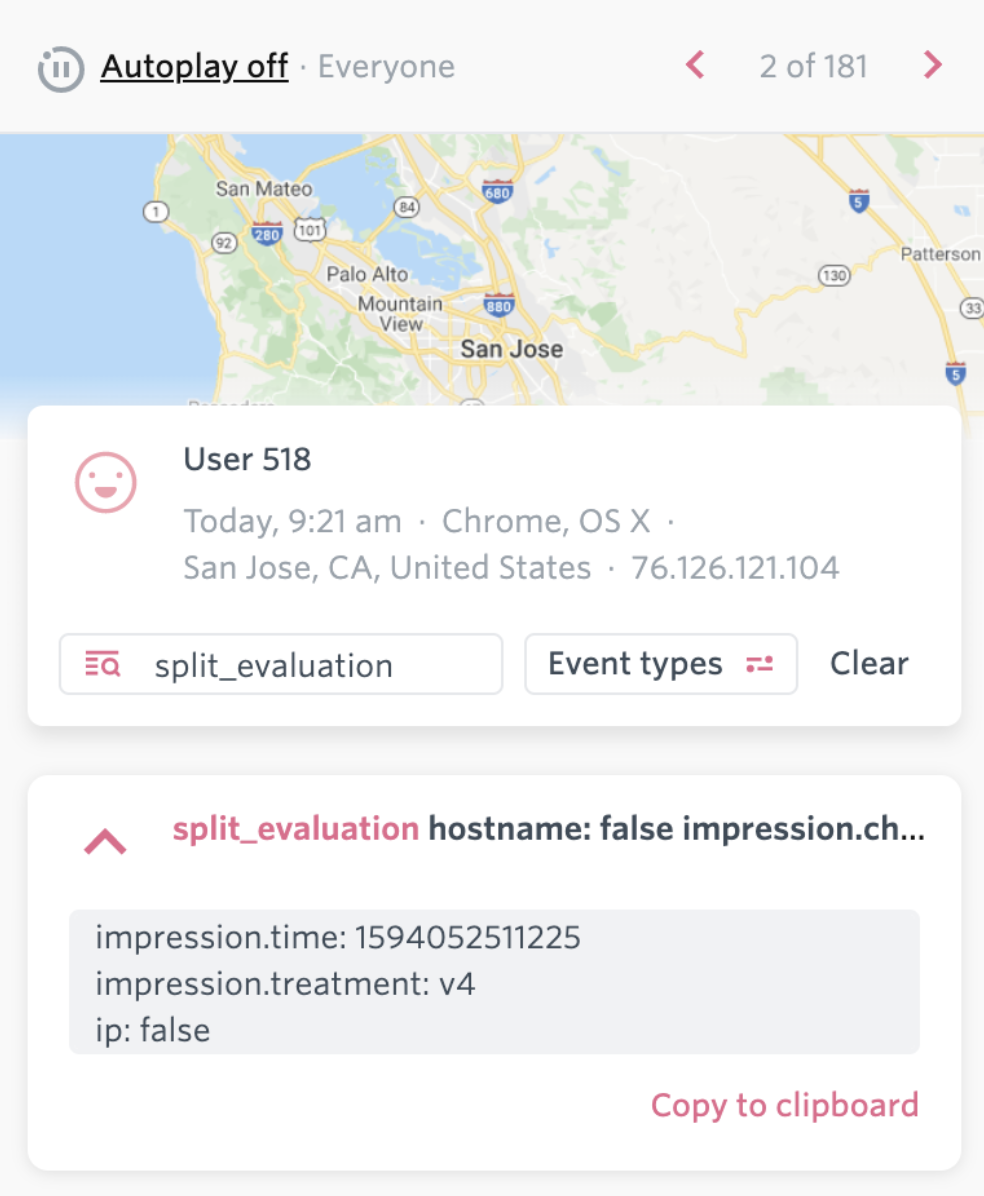 Autoplay off · Everyone
2 of 181
San Mateo
680
5
1
84
92
280
101
Patterson
Palo Alto
130
Mountain
View
880
33
San Jose
5
User 518
Today, 9:21 am · Chrome, OS X ·
San Jose, CA, United States · 76.126.121.104
split_evaluation
Event types
Clear
split_evaluation hostname: false impression.ch...
impression.time: 1594052511225
impression.treatment: v4
ip: false
Copy to clipboard